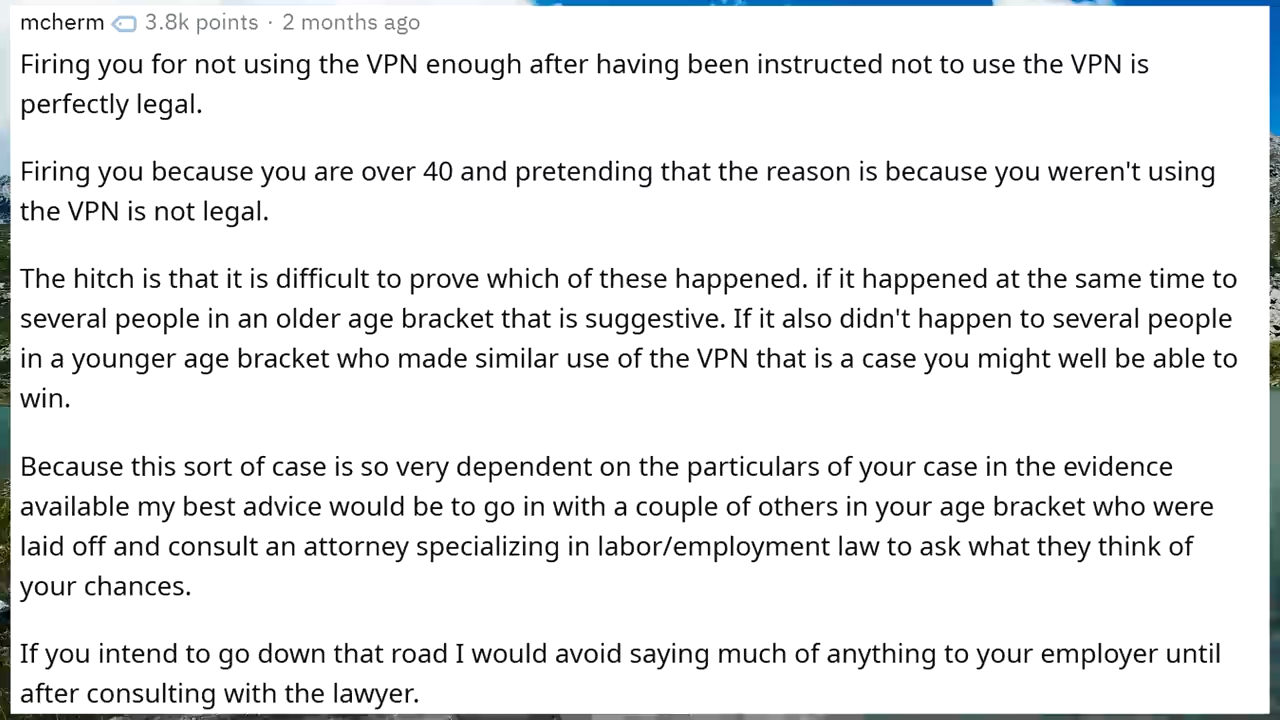 mcherm 3.8k points · 2 months ago
Firing you for not using the VPN enough after having been instructed not to use the VPN is
perfectly legal.
Firing you because you are over 40 and pretending that the reason is because you weren't using
the VPN is not legal.
The hitch is that it is difficult to prove which of these happened. if it happened at the same time to
several people in an older age bracket that is suggestive. If it also didn't happen to several people
in a younger age bracket who made similar use of the VPN that is a case you might well be able to
win.
Because this sort of case is so very dependent on the particulars of your case in the evidence
available my best advice would be to go in with a couple of others in your age bracket who were
laid off and consult an attorney specializing in labor/employment law to ask what they think of
your chances.
If you intend to go down that road I would avoid saying much of anything to your employer until
after consulting with the lawyer.